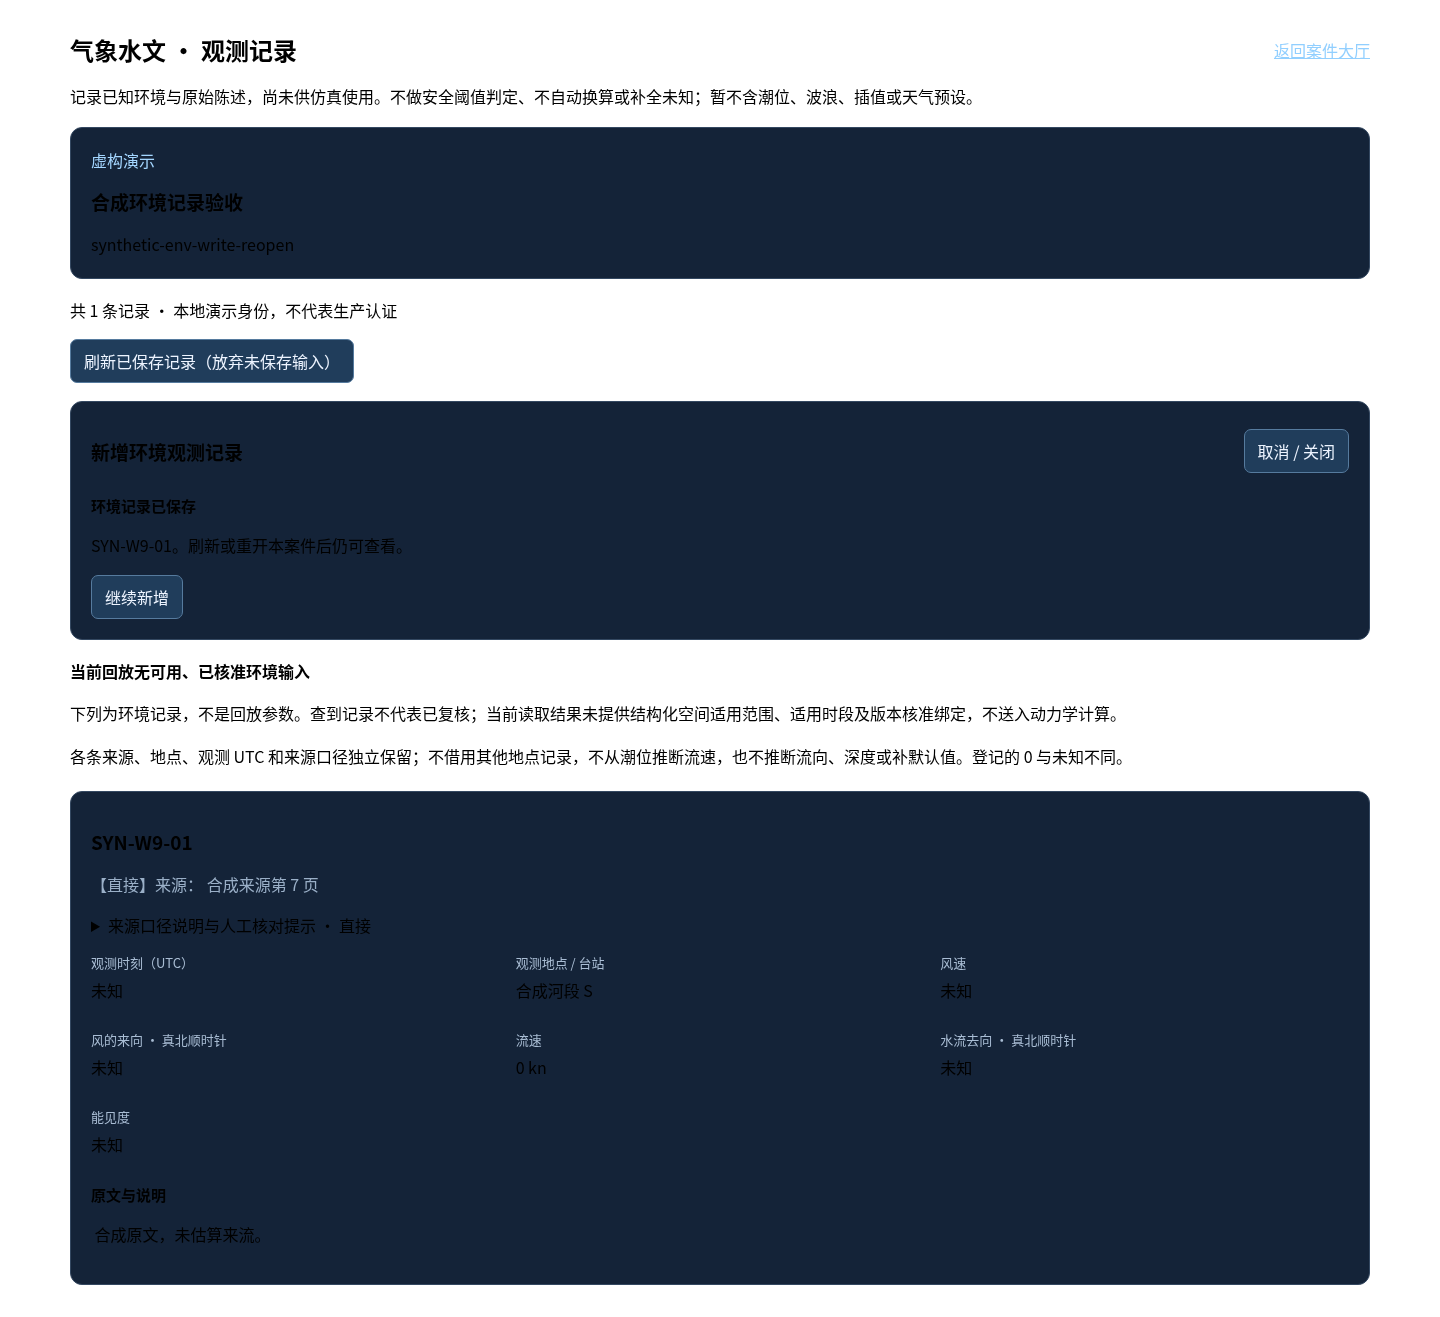 气象水文 · 观测记录
返回案件大厅
记录已知环境与原始陈述，尚未供仿真使用。不做安全阈值判定、不自动换算或补全未知；暂不含潮位、波浪、插值或天气预设。
虚构演示
合成环境记录验收
synthetic-env-write-reopen
共 1 条记录 · 本地演示身份，不代表生产认证
刷新已保存记录（放弃未保存输入）
新增环境观测记录
取消 / 关闭
环境记录已保存
SYN-W9-01。刷新或重开本案件后仍可查看。
继续新增
当前回放无可用、已核准环境输入
下列为环境记录，不是回放参数。查到记录不代表已复核；当前读取结果未提供结构化空间适用范围、适用时段及版本核准绑定，不送入动力学计算。
各条来源、地点、观测 UTC 和来源口径独立保留；不借用其他地点记录，不从潮位推断流速，也不推断流向、深度或补默认值。登记的 0 与未知不同。
SYN-W9-01
【直接】来源： 合成来源第 7 页
▶ 来源口径说明与人工核对提示 · 直接
观测时刻（UTC） 观测地点 / 台站 风速
未知 合成河段 S 未知
风的来向 · 真北顺时针 流速 水流去向 · 真北顺时针
未知 0 kn 未知
能见度
未知
原文与说明
合成原文，未估算来流。